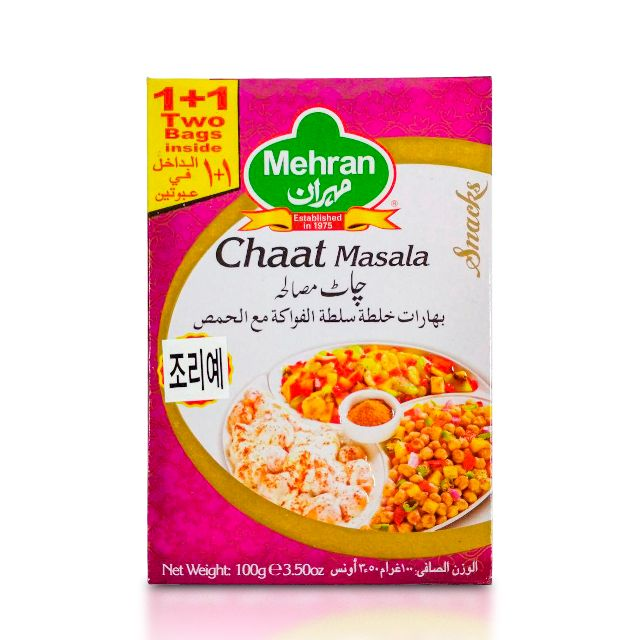 1+1
Two
Bags
inside
الداخل
في
عبوتين
1+1
Mehran
مهران
®
Established
in 1975
Snacks
Chaat Masala
چاٹ مصالحہ
بهارات خلطة سلطة الفواكة مع الحمص
조리예
Net Weight: 100g ℮ 3.50oz
الوزن الصافي: ١٠٠غرام ٣،٥٠ أونس